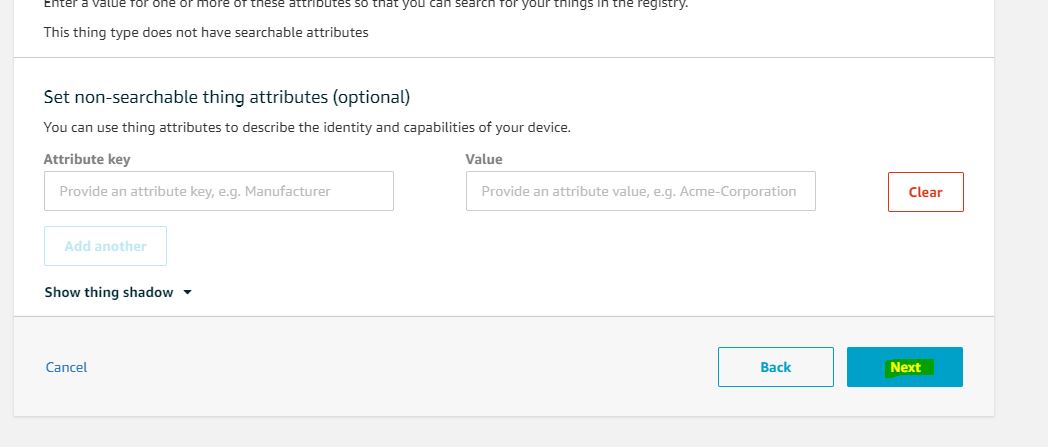 Enter a value for one or more of these attributes so that you can search for your things in the registry.
This thing type does not have searchable attributes
Set non-searchable thing attributes (optional)
You can use thing attributes to describe the identity and capabilities of your device.
Attribute key Value
Provide an attribute key, e.g. Manufacturer Provide an attribute value, e.g. Acme-Corporation Clear
Add another
Show thing shadow
Cancel Back Next